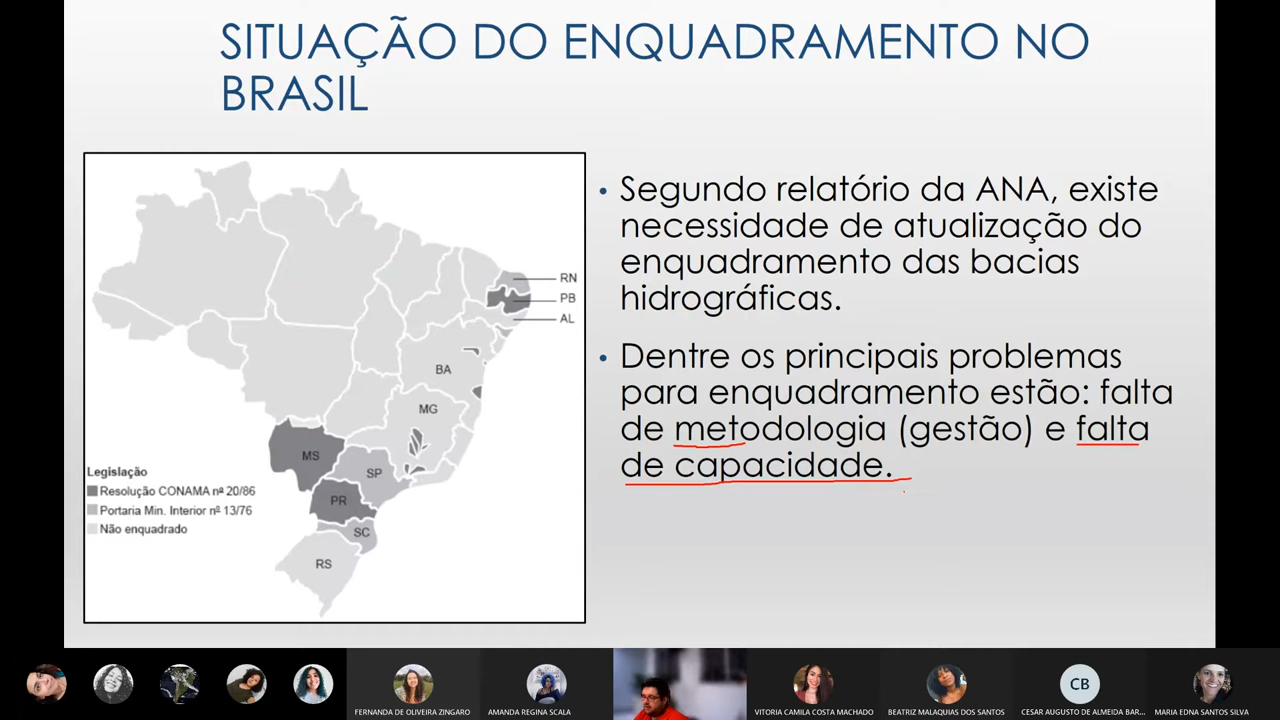 SITUAÇÃO DO ENQUADRAMENTO NO
BRASIL
RN
PB
AL
BA
MG
MS
SP
PR
SC
RS
Legislação
Resolução CONAMA nº 20/86
Portaria Min. Interior nº 13/76
Não enquadrado
• Segundo relatório da ANA, existe
necessidade de atualização do
enquadramento das bacias
hidrográficas.
• Dentre os principais problemas
para enquadramento estão: falta
de metodologia (gestão) e falta
de capacidade.
FERNANDA DE OLIVEIRA ZINGARO
AMANDA REGINA SCALA
VITORIA CAMILA COSTA MACHADO
BEATRIZ MALAQUIAS DOS SANTOS
CB
CESAR AUGUSTO DE ALMEIDA BAR...
MARIA EDNA SANTOS SILVA